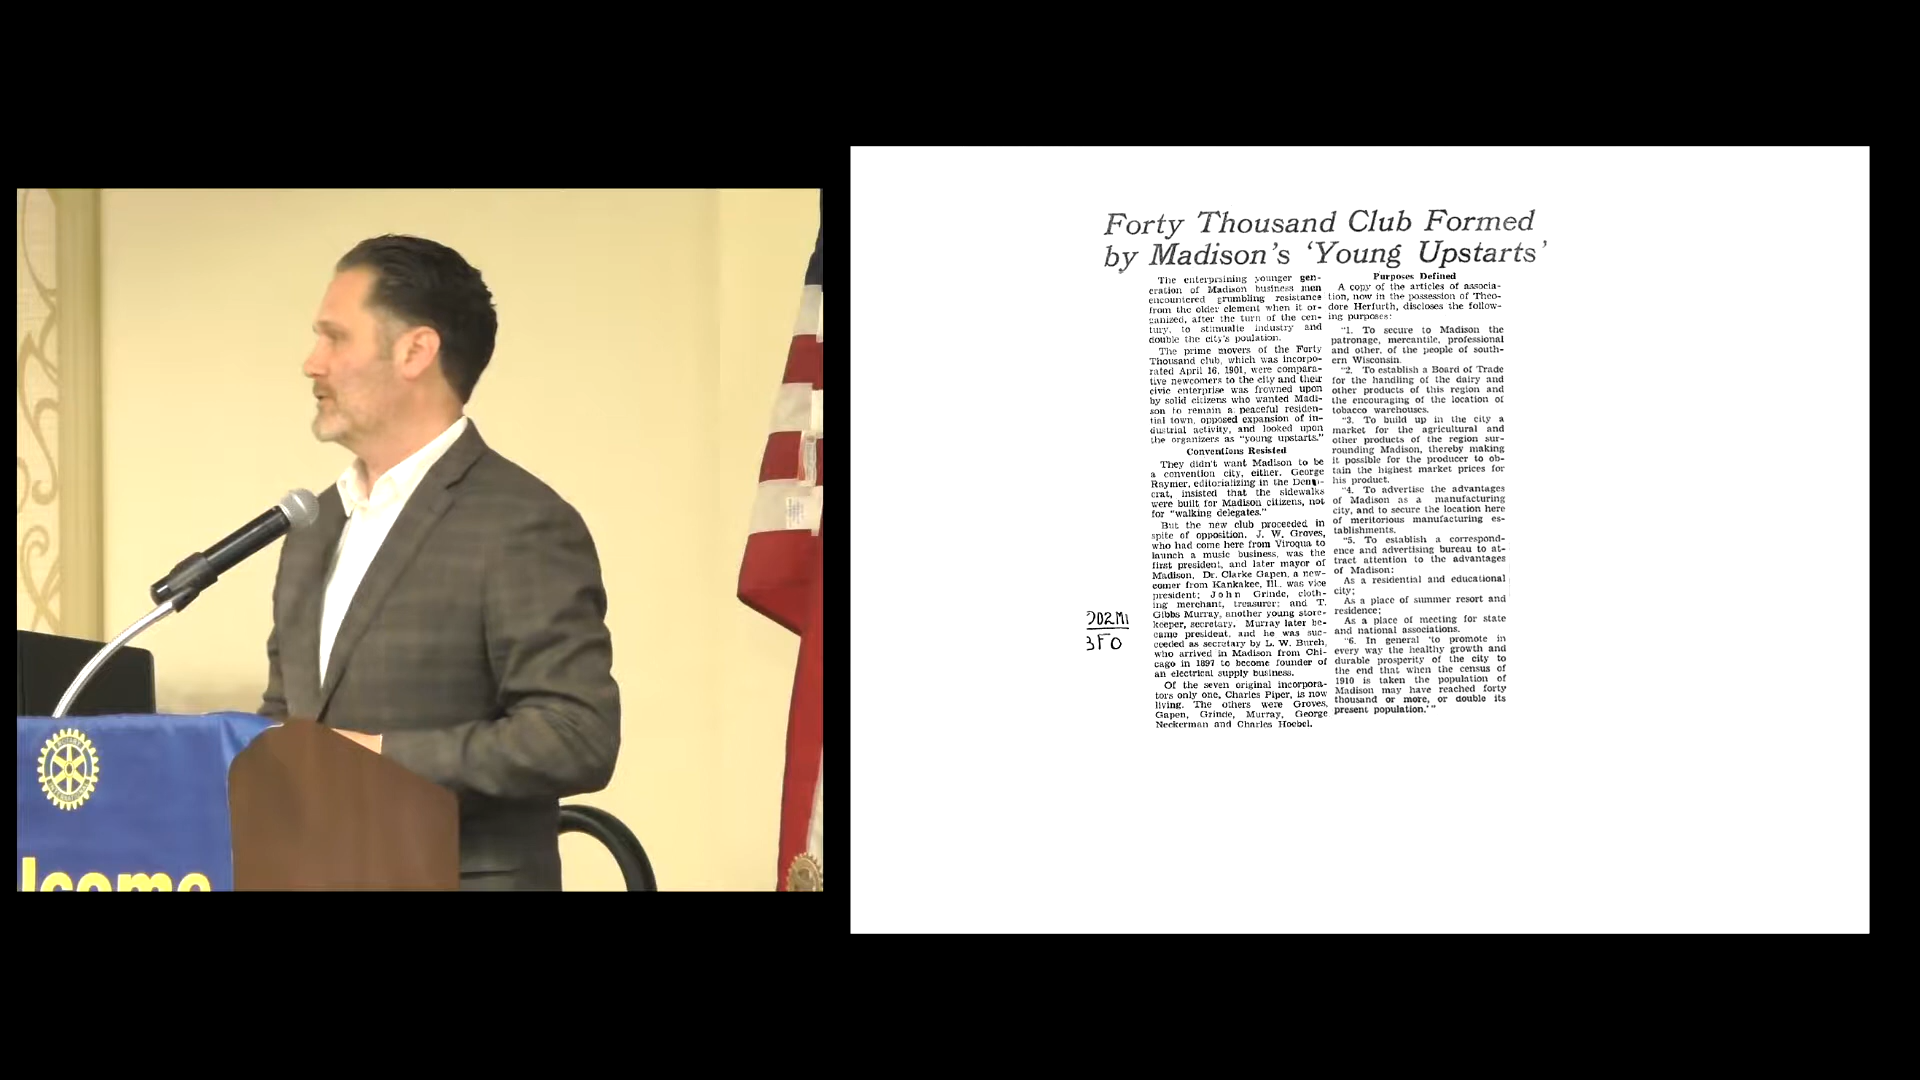 Forty Thousand Club Formed
by Madison's 'Young Upstarts'
The enterpraining younger gen-
eration of Madison business men
encountered grumbling resistance
from the older element when it or-
ganized, after the turn of the cen-
tury, to stimualte industry and
double the city's poulation.
The prime movers of the Forty
Thousand club, which was incorpo-
rated April 16, 1901, were compara-
tive newcomers to the city and their
civic enterprise was frowned upon
by solid citizens who wanted Madi-
son to remain a peaceful residen-
tial town, opposed expansion of in-
dustrial activity, and looked upon
the organizers as "young upstarts."
Conventions Resisted
They didn't want Madison to be
a convention city, either. George
Raymer, editorializing in the Demo-
crat, insisted that the sidewalks
were built for Madison citizens, not
for "walking delegates."
But the new club proceeded in
spite of opposition. J. W. Groves,
who had come here from Viroqua to
launch a music business, was the
first president, and later mayor of
Madison, Dr. Clarke Gapen, a new-
comer from Kankakee, Ill., was vice
president; John Grinde, cloth-
ing merchant, treasurer; and T.
Gibbs Murray, another young store-
keeper, secretary. Murray later be-
came president, and he was suc-
ceeded as secretary by L. W. Burch,
who arrived in Madison from Chi-
cago in 1897 to become founder of
an electrical supply business.
Of the seven original incorpora-
tors only one, Charles Piper, is now
living. The others were Groves,
Gapen, Grinde, Murray, George
Neckerman and Charles Hoebel.
Purposes Defined
A copy of the articles of associa-
tion, now in the possession of Theo-
dore Herfurth, discloses the follow-
ing purposes:
"1. To secure to Madison the
patronage, mercantile, professional
and other, of the people of south-
ern Wisconsin.
"2. To establish a Board of Trade
for the handling of the dairy and
other products of this region and
the encouraging of the location of
tobacco warehouses.
"3. To build up in the city a
market for the agricultural and
other products of the region sur-
rounding Madison, thereby making
it possible for the producer to ob-
tain the highest market prices for
his product.
"4. To advertise the advantages
of Madison as a manufacturing
city, and to secure the location here
of meritorious manufacturing es-
tablishments.
"5. To establish a correspond-
ence and advertising bureau to at-
tract attention to the advantages
of Madison:
As a residential and educational
city;
As a place of summer resort and
residence;
As a place of meeting for state
and national associations.
"6. In general 'to promote in
every way the healthy growth and
durable prosperity of the city to
the end that when the census of
1910 is taken the population of
Madison may have reached forty
thousand or more, or double its
present population.'"
ROTARY
INTERNATIONAL
lcome